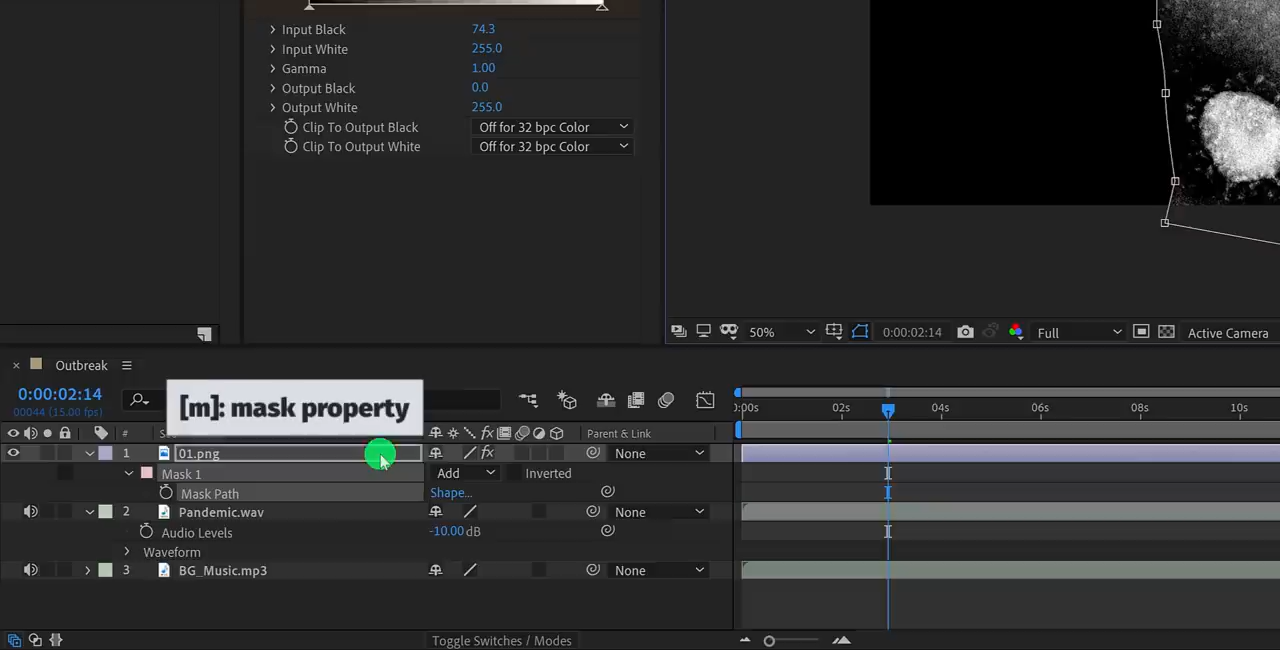 Input Black 74.3
Input White 255.0
Gamma 1.00
Output Black 0.0
Output White 255.0
Clip To Output Black Off for 32 bpc Color
Clip To Output White Off for 32 bpc Color
50% 0:00:02:14 Full Active Camera
Outbreak
0:00:02:14
00044 (15.00 fps)
[m]: mask property
0:00s 02s 04s 06s 08s 10s
# Parent & Link
1 01.png fx None
Mask 1 Add Inverted
Mask Path Shape...
2 Pandemic.wav None
Audio Levels -10.00 dB
Waveform
3 BG_Music.mp3 None
Toggle Switches / Modes